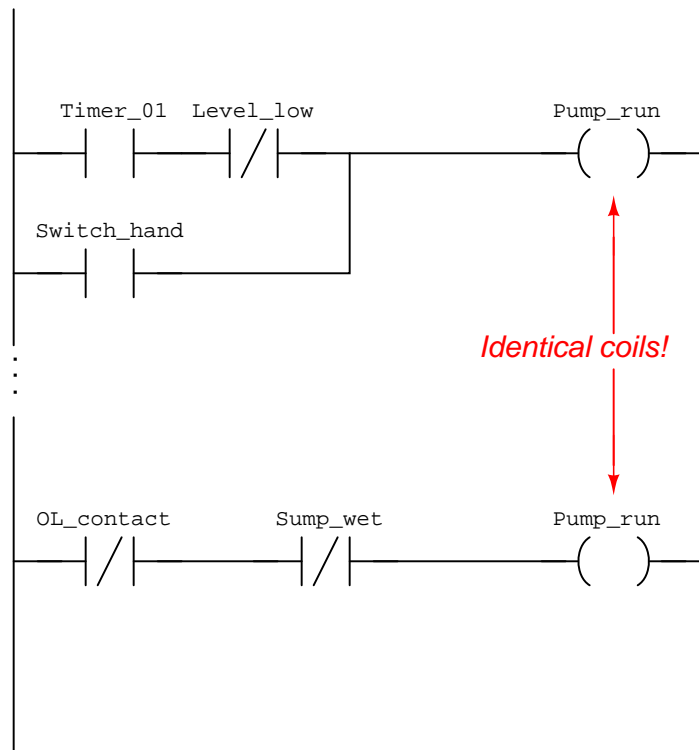 Timer_01 Level_low Pump_run
Switch_hand
Identical coils!
OL_contact Sump_wet Pump_run